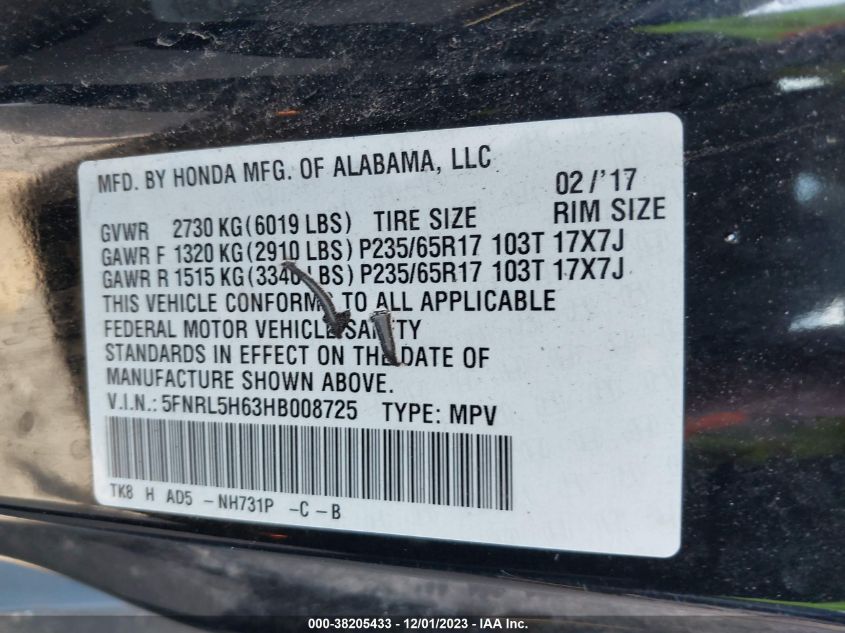 MFD. BY HONDA MFG. OF ALABAMA, LLC 02/'17
GVWR 2730 KG(6019 LBS) TIRE SIZE RIM SIZE
GAWR F 1320 KG(2910 LBS) P235/65R17 103T 17X7J
GAWR R 1515 KG(3340 LBS) P235/65R17 103T 17X7J
THIS VEHICLE CONFORMS TO ALL APPLICABLE
FEDERAL MOTOR VEHICLE SAFETY
STANDARDS IN EFFECT ON THE DATE OF
MANUFACTURE SHOWN ABOVE.
V.I.N.: 5FNRL5H63HB008725 TYPE: MPV
TK8 H AD5 - NH731P -C - B
000-38205433 - 12/01/2023 - IAA Inc.